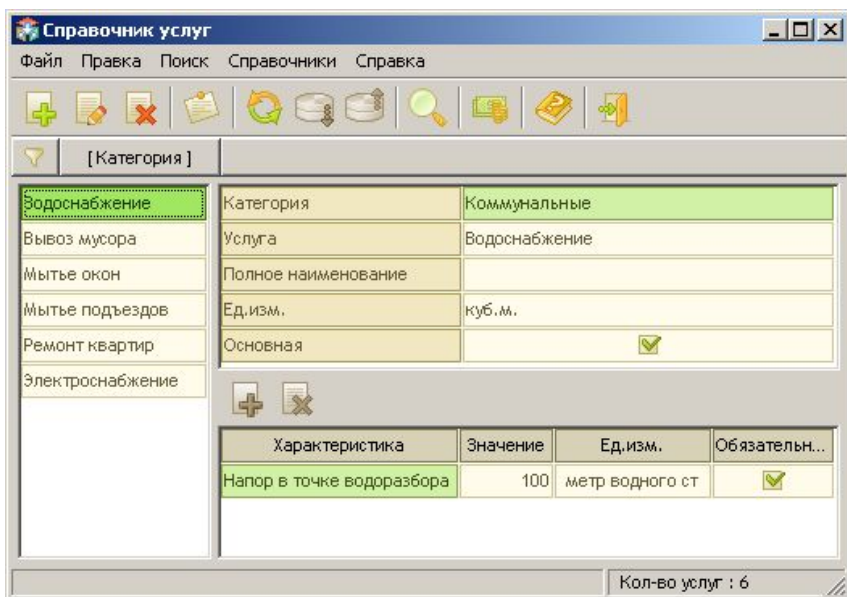 Справочник услуг
Файл Правка Поиск Справочники Справка
[Категория]
Водоснабжение
Вывоз мусора
Мытье окон
Мытье подъездов
Ремонт квартир
Электроснабжение
Категория Коммунальные
Услуга Водоснабжение
Полное наименование
Ед.изм. куб.м.
Основная
Характеристика Значение Ед.изм. Обязательн...
Напор в точке водоразбора 100 метр водного ст
Кол-во услуг : 6